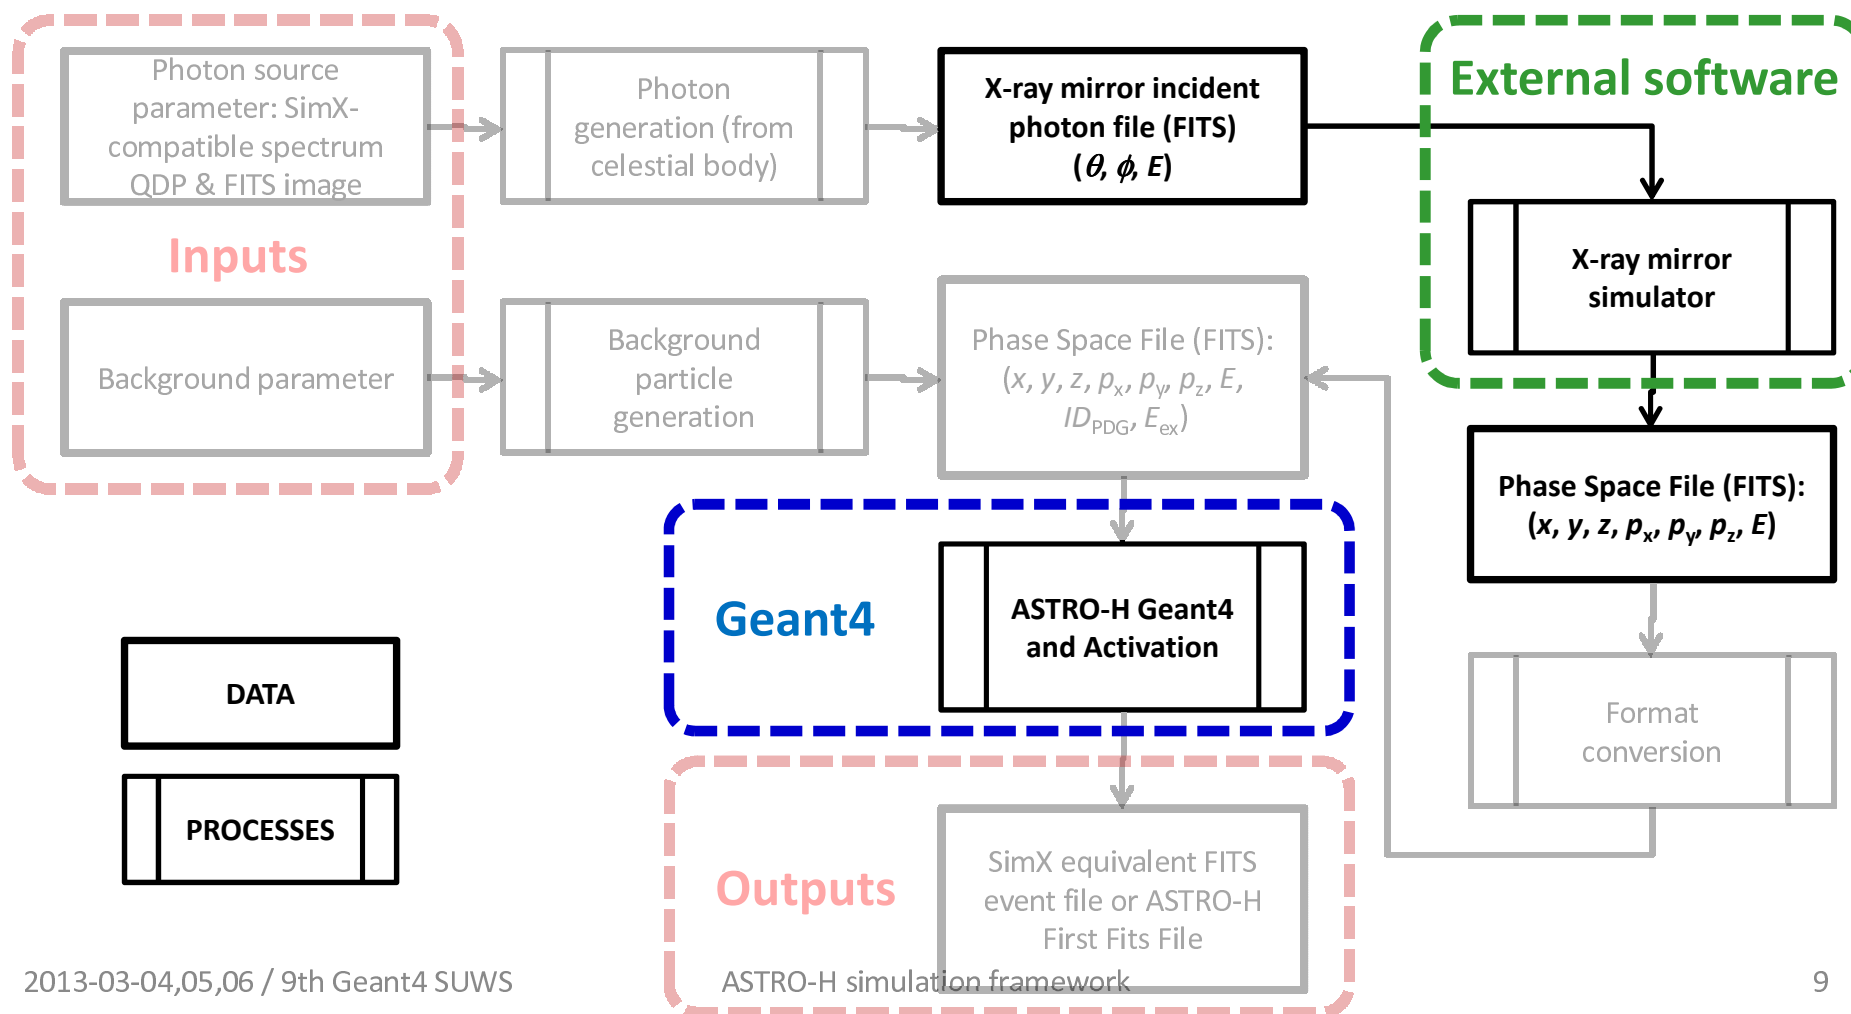 Photon source
parameter: SimX-
compatible spectrum
QDP & FITS image
Photon
generation (from
celestial body)
X-ray mirror incident
photon file (FITS)
(θ, ϕ, E)
External software
Inputs
X-ray mirror
simulator
Background parameter
Background
particle
generation
Phase Space File (FITS):
(x, y, z, px, py, pz, E,
IDPDG, Eex)
Phase Space File (FITS):
(x, y, z, px, py, pz, E)
Geant4
ASTRO-H Geant4
and Activation
DATA
Format
conversion
PROCESSES
Outputs
SimX equivalent FITS
event file or ASTRO-H
First Fits File
2013-03-04,05,06 / 9th Geant4 SUWS
ASTRO-H simulation framework
9